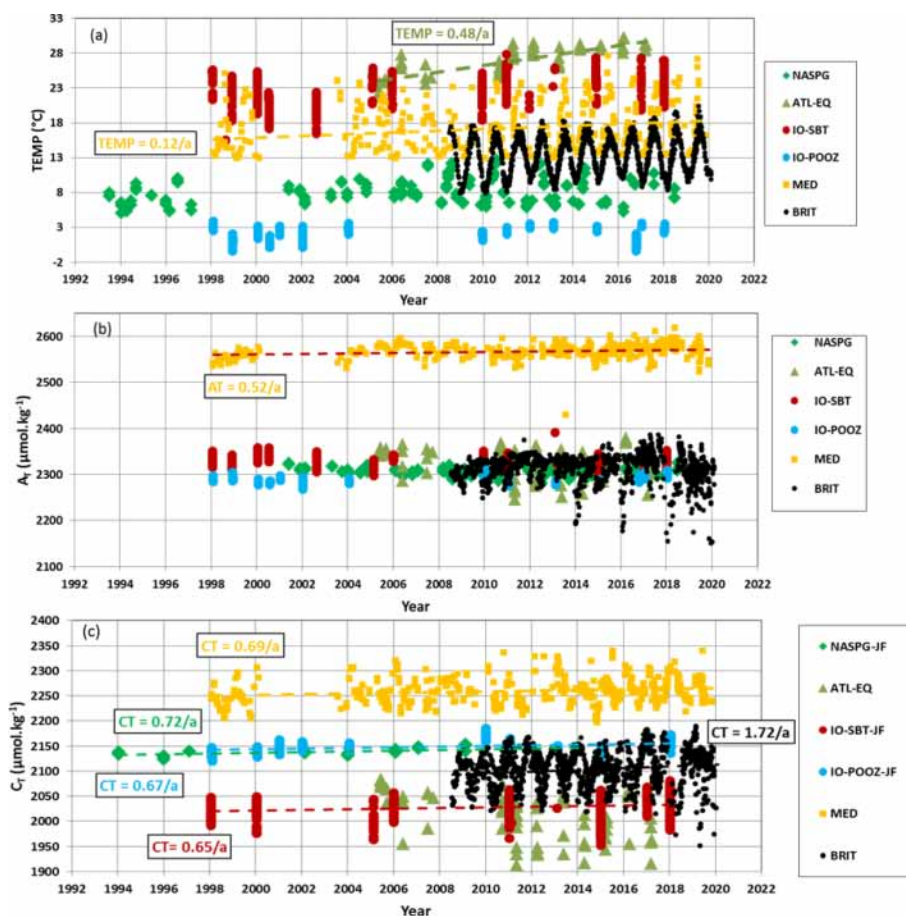 (a)
TEMP = 0.48/a
TEMP = 0.12/a
TEMP (°C)
33
28
23
18
13
8
3
-2
1992 1994 1996 1998 2000 2002 2004 2006 2008 2010 2012 2014 2016 2018 2020 2022
Year
NASPG
ATL-EQ
IO-SBT
IO-POOZ
MED
BRIT
(b)
AT = 0.52/a
A_T (µmol.kg⁻¹)
2600
2500
2400
2300
2200
2100
1992 1994 1996 1998 2000 2002 2004 2006 2008 2010 2012 2014 2016 2018 2020 2022
Year
NASPG
ATL-EQ
IO-SBT
IO-POOZ
MED
BRIT
(c)
CT = 0.69/a
CT = 0.72/a
CT = 1.72/a
CT = 0.67/a
CT= 0.65/a
C_T (µmol.kg⁻¹)
2400
2350
2300
2250
2200
2150
2100
2050
2000
1950
1900
1992 1994 1996 1998 2000 2002 2004 2006 2008 2010 2012 2014 2016 2018 2020 2022
Year
NASPG-JF
ATL-EQ
IO-SBT-JF
IO-POOZ-JF
MED
BRIT